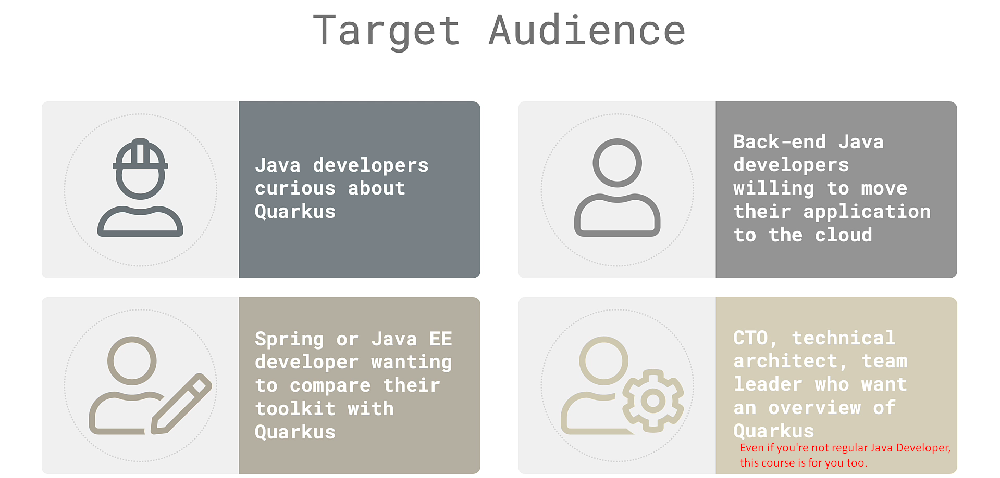 Target Audience
Java developers
curious about
Quarkus
Back-end Java
developers
willing to move
their application
to the cloud
Spring or Java EE
developer wanting
to compare their
toolkit with
Quarkus
CTO, technical
architect, team
leader who want
an overview of
Quarkus
Even if you're not regular Java Developer,
this course is for you too.